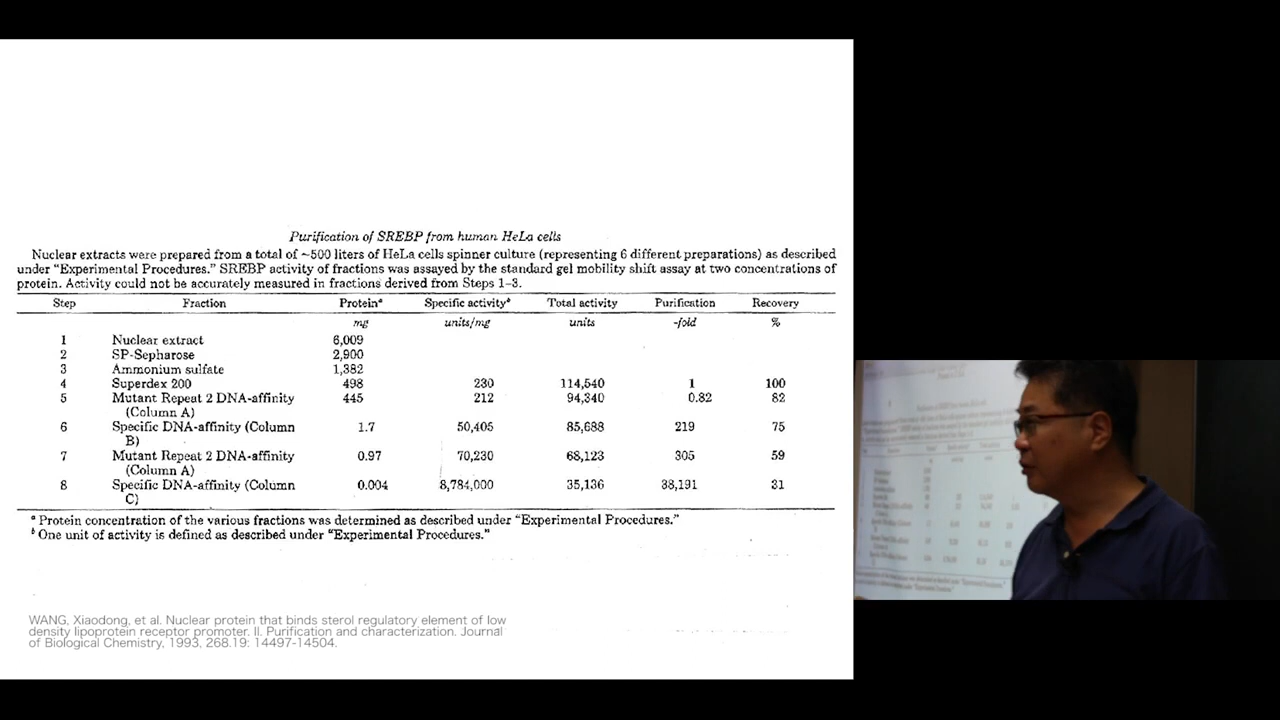 Purification of SREBP from human HeLa cells
Nuclear extracts were prepared from a total of ~500 liters of HeLa cells spinner culture (representing 6 different preparations) as described
under “Experimental Procedures.” SREBP activity of fractions was assayed by the standard gel mobility shift assay at two concentrations of
protein. Activity could not be accurately measured in fractions derived from Steps 1–3.
Step Fraction Proteinᵃ Specific activityᵇ Total activity Purification Recovery
mg units/mg units -fold %
1 Nuclear extract 6,009
2 SP-Sepharose 2,900
3 Ammonium sulfate 1,382
4 Superdex 200 498 230 114,540 1 100
5 Mutant Repeat 2 DNA-affinity 445 212 94,340 0.82 82
(Column A)
6 Specific DNA-affinity (Column 1.7 50,405 85,688 219 75
B)
7 Mutant Repeat 2 DNA-affinity 0.97 70,230 68,123 305 59
(Column A)
8 Specific DNA-affinity (Column 0.004 8,784,000 35,136 38,191 31
C)
ᵃ Protein concentration of the various fractions was determined as described under “Experimental Procedures.”
ᵇ One unit of activity is defined as described under “Experimental Procedures.”
WANG, Xiaodong, et al. Nuclear protein that binds sterol regulatory element of low
density lipoprotein receptor promoter. II. Purification and characterization. Journal
of Biological Chemistry, 1993, 268.19: 14497-14504.